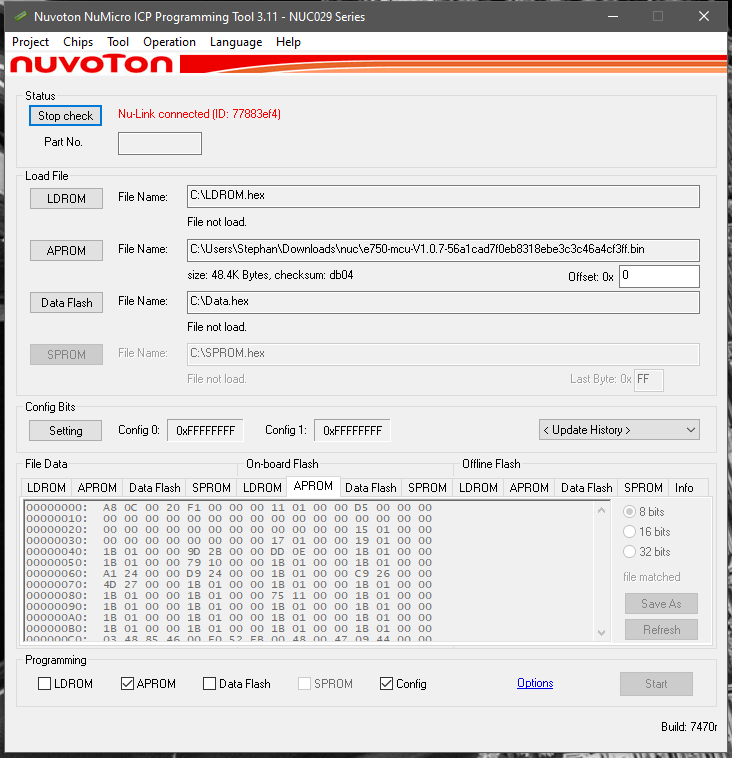 Nuvoton NuMicro ICP Programming Tool 3.11 - NUC029 Series
Project Chips Tool Operation Language Help
nuvoTon
Status
Stop check Nu-Link connected (ID: 77883ef4)
Part No.
Load File
LDROM File Name: C:\LDROM.hex
File not load.
APROM File Name: C:\Users\Stephan\Downloads\nuc\e750-mcu-V1.0.7-56a1cad7f0eb8318ebe3c3c46a4cf3ff.bin
size: 48.4K Bytes, checksum: db04 Offset: 0x 0
Data Flash File Name: C:\Data.hex
File not load.
SPROM File Name: C:\SPROM.hex
File not load. Last Byte: 0x FF
Config Bits
Setting Config 0: 0xFFFFFFFF Config 1: 0xFFFFFFFF < Update History >
File Data On-board Flash Offline Flash
LDROM APROM Data Flash SPROM LDROM APROM Data Flash SPROM LDROM APROM Data Flash SPROM Info
00000000: A8 0C 00 20 F1 00 00 00 11 01 00 00 D5 00 00 00
00000010: 00 00 00 00 00 00 00 00 00 00 00 00 00 00 00 00
00000020: 00 00 00 00 00 00 00 00 00 00 00 00 15 01 00 00
00000030: 00 00 00 00 00 00 00 00 17 01 00 00 19 01 00 00
00000040: 1B 01 00 00 9D 2B 00 00 DD 0E 00 00 1B 01 00 00
00000050: 1B 01 00 00 79 10 00 00 1B 01 00 00 1B 01 00 00
00000060: A1 24 00 00 D9 24 00 00 1B 01 00 00 C9 26 00 00
00000070: 4D 27 00 00 1B 01 00 00 1B 01 00 00 1B 01 00 00
00000080: 1B 01 00 00 1B 01 00 00 75 11 00 00 1B 01 00 00
00000090: 1B 01 00 00 1B 01 00 00 1B 01 00 00 1B 01 00 00
000000A0: 1B 01 00 00 1B 01 00 00 1B 01 00 00 1B 01 00 00
000000B0: 1B 01 00 00 1B 01 00 00 1B 01 00 00 1B 01 00 00
000000C0: 03 48 85 46 00 F0 52 FB 00 48 00 47 09 44 00 00
8 bits
16 bits
32 bits
file matched
Save As
Refresh
Programming
LDROM APROM Data Flash SPROM Config Options Start
Build: 7470r